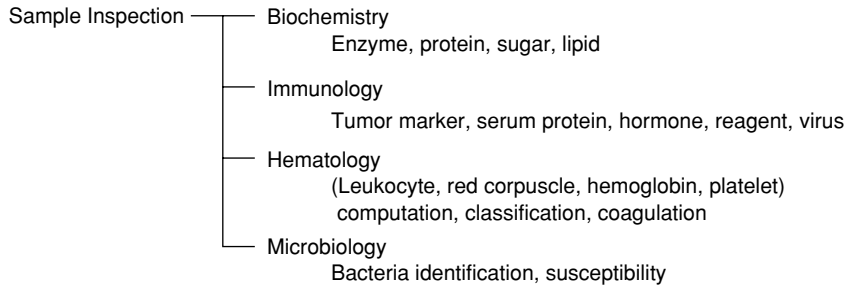 Sample Inspection
Biochemistry
Enzyme, protein, sugar, lipid
Immunology
Tumor marker, serum protein, hormone, reagent, virus
Hematology
(Leukocyte, red corpuscle, hemoglobin, platelet)
computation, classification, coagulation
Microbiology
Bacteria identification, susceptibility